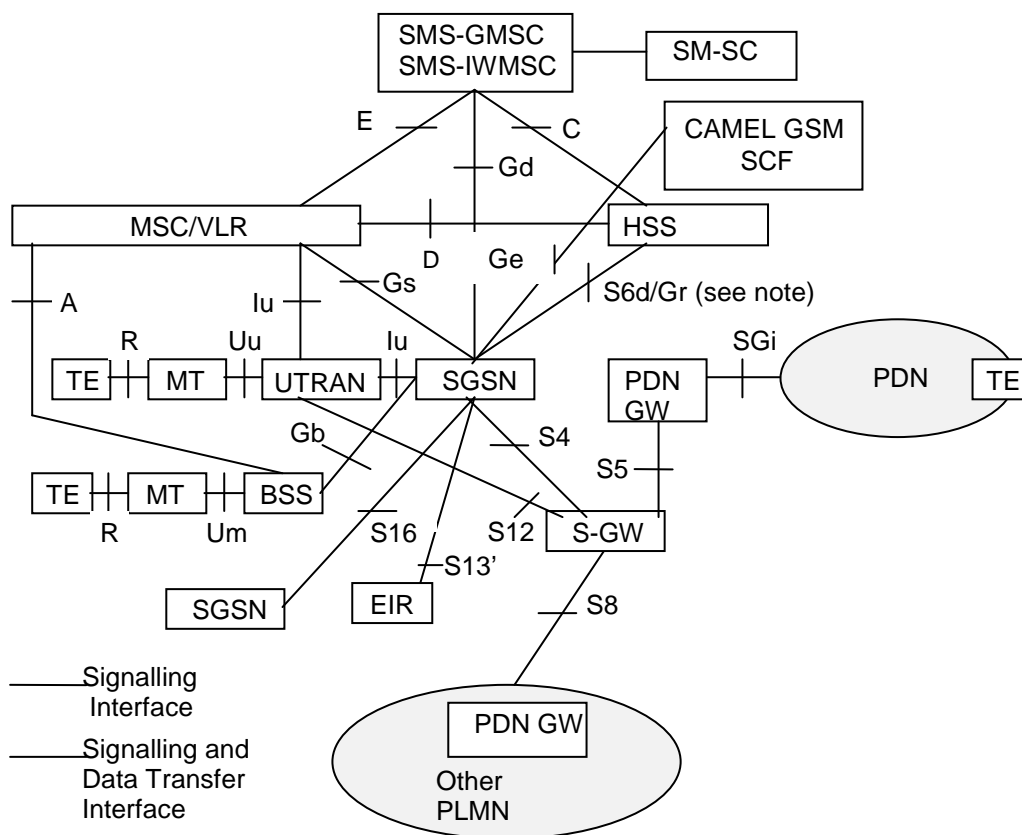 SMS-GMSC
SMS-IWMSC
SM-SC
E
C
CAMEL GSM
SCF
Gd
MSC/VLR
HSS
D
Ge
Gs
S6d/Gr (see note)
A
Iu
R
Uu
Iu
SGi
TE
MT
UTRAN
SGSN
PDN
GW
PDN
TE
Gb
S4
S5
TE
MT
BSS
R
Um
S16
S12
S-GW
S13’
SGSN
EIR
S8
Signalling
Interface
PDN GW
Signalling and
Data Transfer
Interface
Other
PLMN